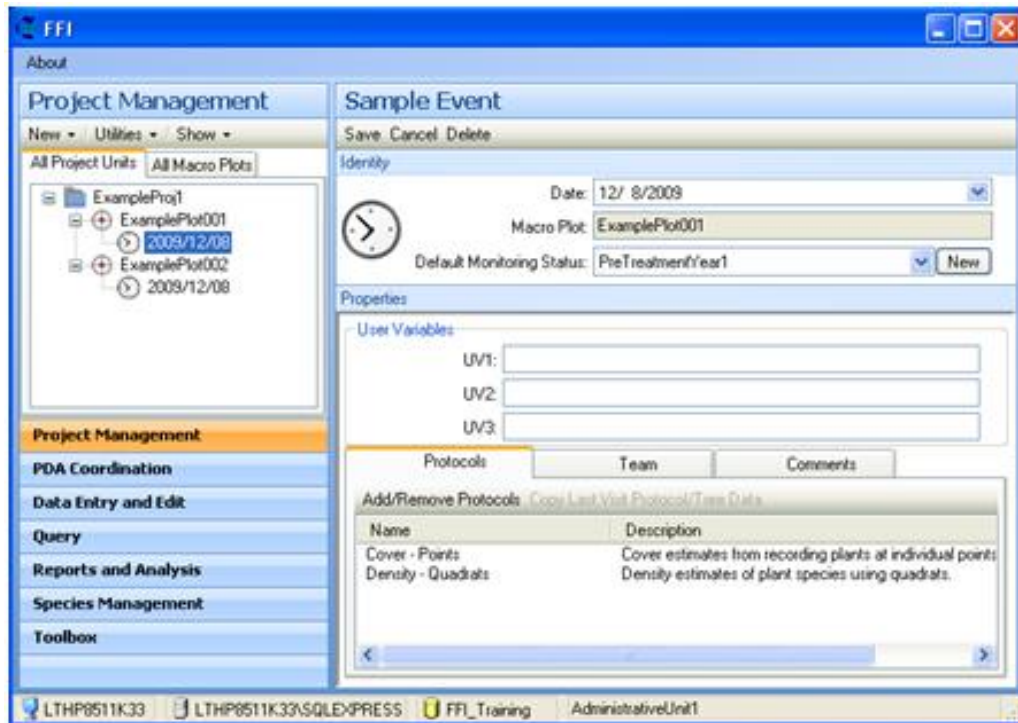 FFI
About
Project Management
New Utilities Show
All Project Units All Macro Plots
ExampleProj1
ExamplePlot001
2009/12/08
ExamplePlot002
2009/12/08
Project Management
PDA Coordination
Data Entry and Edit
Query
Reports and Analysis
Species Management
Toolbox
Sample Event
Save Cancel Delete
Identity
Date: 12/ 8/2009
Macro Plot: ExamplePlot001
Default Monitoring Status: PreTreatmentYear1 New
Properties
User Variables
UV1:
UV2:
UV3:
Protocols Team Comments
Add/Remove Protocols Copy Last Visit Protocol/Tree Data
Name Description
Cover - Points Cover estimates from recording plants at individual points
Density - Quadrats Density estimates of plant species using quadrats.
LTHP8511K33 LTHP8511K33\SQLEXPRESS FFI_Training AdministrativeUnit1